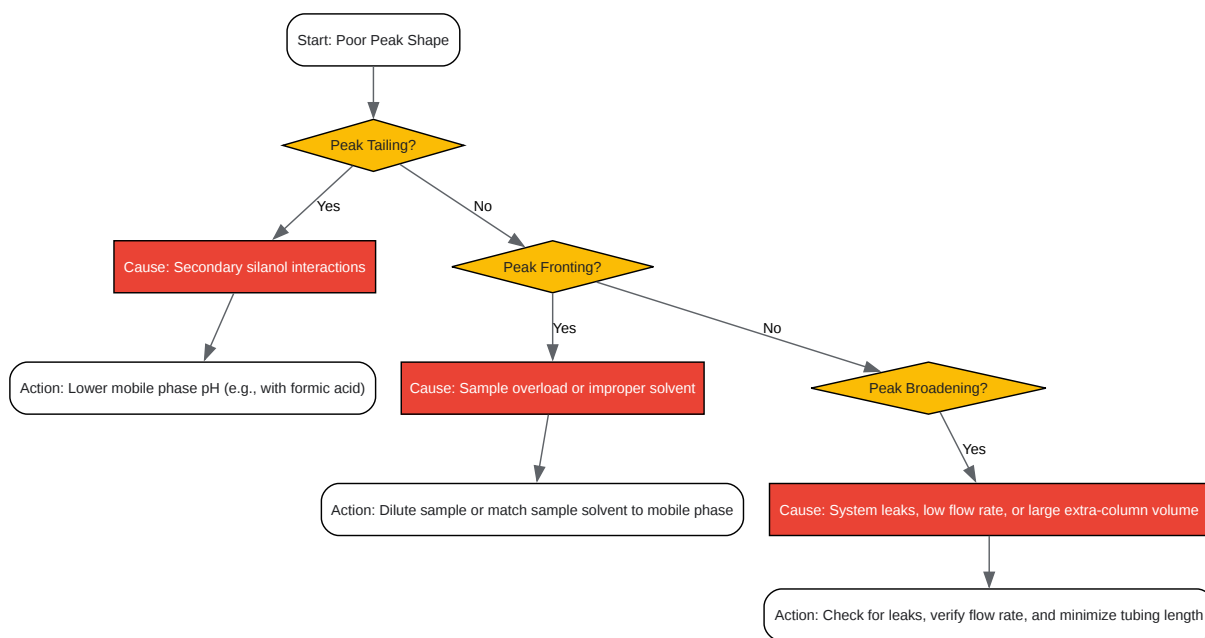 Start: Poor Peak Shape
Peak Tailing?
Yes
No
Cause: Secondary silanol interactions
Peak Fronting?
Yes
No
Action: Lower mobile phase pH (e.g., with formic acid)
Cause: Sample overload or improper solvent
Peak Broadening?
Yes
Action: Dilute sample or match sample solvent to mobile phase
Cause: System leaks, low flow rate, or large extra-column volume
Action: Check for leaks, verify flow rate, and minimize tubing length